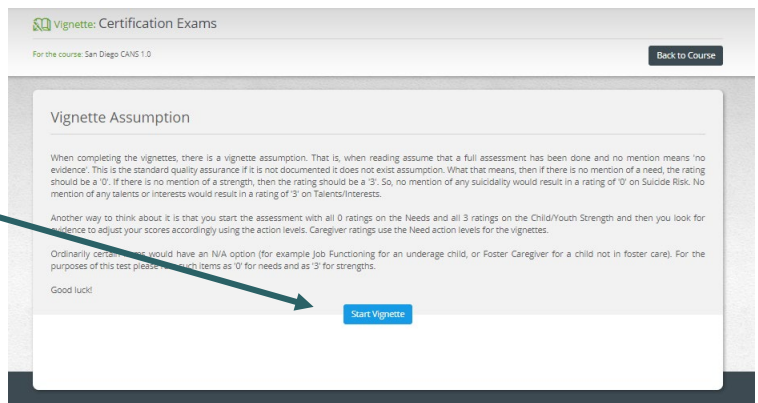 Vignette: Certification Exams
For the course: San Diego CANS 1.0
Back to Course
Vignette Assumption
When completing the vignettes, there is a vignette assumption. That is, when reading assume that a full assessment has been done and no mention means 'no
evidence'. This is the standard quality assurance if it is not documented it does not exist assumption. What that means, then if there is no mention of a need, the rating
should be a '0'. If there is no mention of a strength, then the rating should be a '3'. So, no mention of any suicidality would result in a rating of '0' on Suicide Risk. No
mention of any talents or interests would result in a rating of '3' on Talents/Interests.
Another way to think about it is that you start the assessment with all 0 ratings on the Needs and all 3 ratings on the Child/Youth Strength and then you look for
evidence to adjust your scores accordingly using the action levels. Caregiver ratings use the Need action levels for the vignettes.
Ordinarily certain would have an N/A option (for example Job Functioning for an underage child, or Foster Caregiver for a child not in foster care). For the
purposes of this test please such items as '0' for needs and as '3' for strengths.
Good luck!
Start Vignette